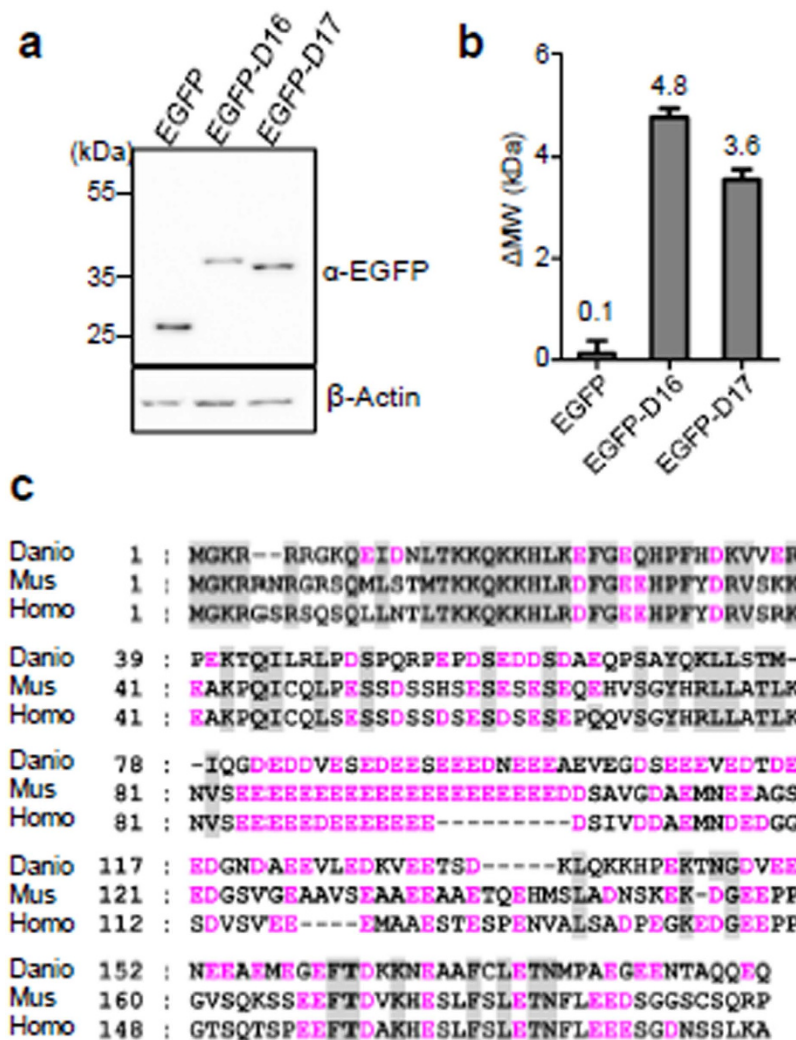 a
EGFP
EGFP-D16
EGFP-D17
(kDa)
55
35
25
α-EGFP
β-Actin
b
ΔMW (kDa)
6
4
2
0
0.1
4.8
3.6
EGFP
EGFP-D16
EGFP-D17
c
Danio 1 : MGKR--RRGKQEIDNLTKKQKKHLKEFGEQHPFHDKVVER
Mus 1 : MGKRRNRGRSQMLSTMTKKQKKHLRDFGEEHPFYDRVSKK
Homo 1 : MGKRGSRSQSQLLNTLTKKQKKHLRDFGEEHPFYDRVSRK
Danio 39 : PEKTQILRLPDSPQRPEPDSEDDSDAEQPSAYQKLLSTM-
Mus 41 : EAKPQICQLPESSDSSHSESESESEQEHVSGYHRLLATLK
Homo 41 : EAKPQICQLSESSDSSDSESDSESEPQQVSGYHRLLATLK
Danio 78 : -IQGDEDDVESEDEESEEEDNEEEAEVEGDSEEEVEDTDE
Mus 81 : NVSEEEEEEEEEEEEEEEEEEEEEDDSAVGDAEMNEEAGS
Homo 81 : NVSEEEEEDEEEEEEE---------DSIVDDAEMNDEDGG
Danio 117 : EDGNDAEEVLEDKVEETSD-----KLQKKHPEKTNGDVEE
Mus 121 : EDGSVGEAAVSEAAEEAAETQEHMSLADNSKEK-DGEEPP
Homo 112 : SDVSVEE----EMAAESTESPENVALSADPEGKEDGEEPP
Danio 152 : NEEAEMEGEFTDKKNEAAFCLETNMPAEGEENTAQQEQ
Mus 160 : GVSQKSSEEFTDVKHESLFSLETNFLEEDSGGSCSQRP
Homo 148 : GTSQTSPEEFTDAKHESLFSLETNFLEEESGDNSSLKA